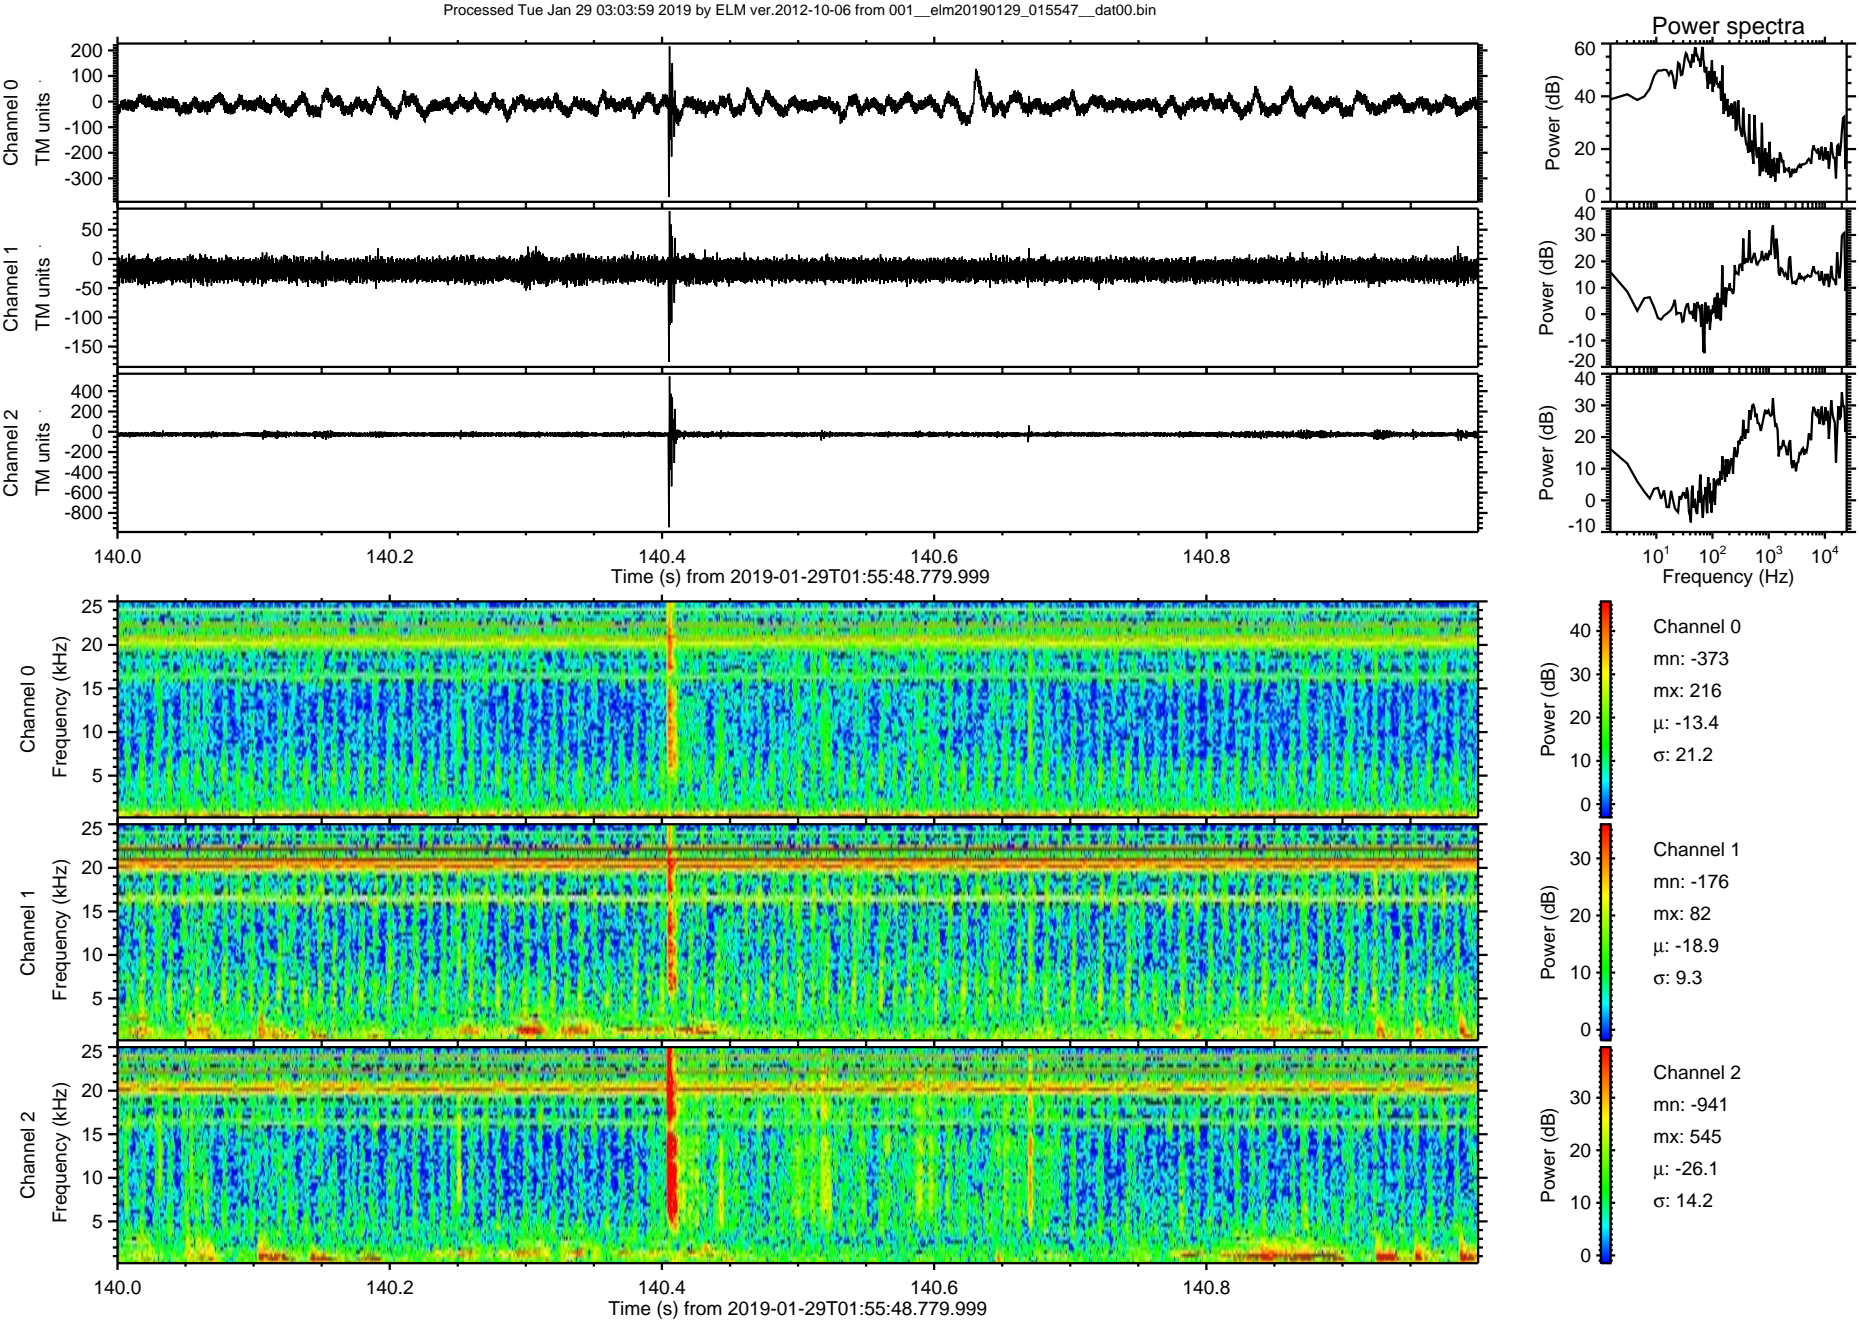 Processed Tue Jan 29 03:03:59 2019 by ELM ver.2012-10-06 from 001__elm20190129_015547__dat00.bin
Power spectra
Channel 0
TM units
200
100
0
-100
-200
-300
Power (dB)
60
40
20
0
Channel 1
TM units
50
0
-50
-100
-150
Power (dB)
40
30
20
10
0
-10
-20
Channel 2
TM units
400
200
0
-200
-400
-600
-800
Power (dB)
40
30
20
10
0
-10
140.0 140.2 140.4 140.6 140.8
Time (s) from 2019-01-29T01:55:48.779.999
10^1 10^2 10^3 10^4
Frequency (Hz)
Channel 0
Frequency (kHz)
25
20
15
10
5
Power (dB)
40
30
20
10
0
Channel 0
mn: -373
mx: 216
μ: -13.4
σ: 21.2
Channel 1
Frequency (kHz)
25
20
15
10
5
Power (dB)
30
20
10
0
Channel 1
mn: -176
mx: 82
μ: -18.9
σ: 9.3
Channel 2
Frequency (kHz)
25
20
15
10
5
Power (dB)
30
20
10
0
Channel 2
mn: -941
mx: 545
μ: -26.1
σ: 14.2
140.0 140.2 140.4 140.6 140.8
Time (s) from 2019-01-29T01:55:48.779.999